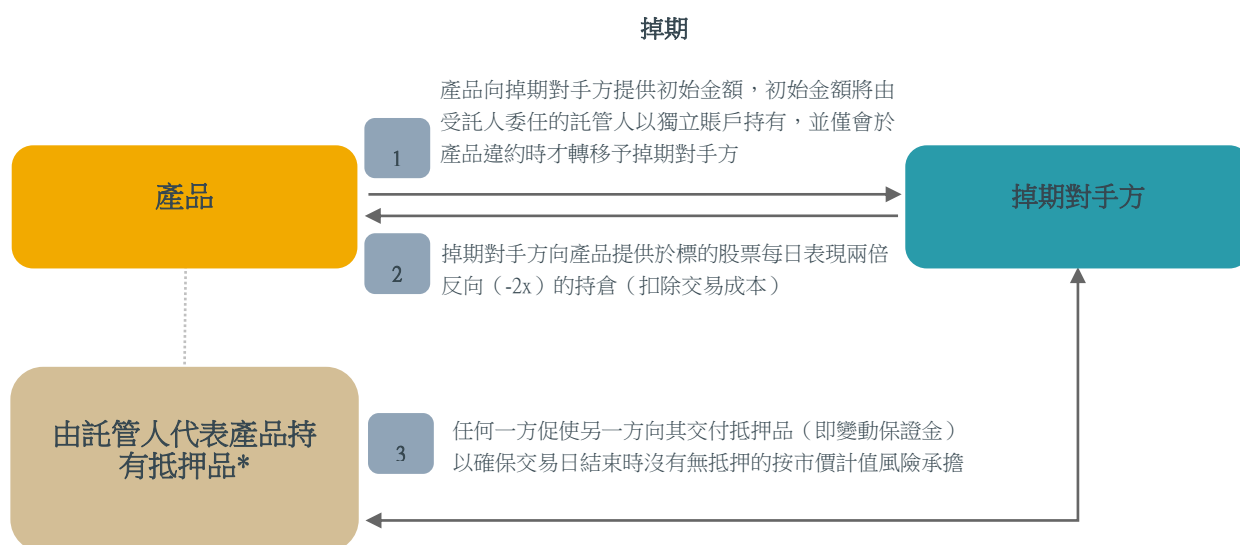 掉期
產品向掉期對手方提供初始金額，初始金額將由
受託人委任的託管人以獨立賬戶持有，並僅會於
產品違約時才轉移予掉期對手方
1
產品
掉期對手方
2
掉期對手方向產品提供於標的股票每日表現兩倍
反向（-2x）的持倉（扣除交易成本）
由託管人代表產品持
有抵押品*
3
任何一方促使另一方向其交付抵押品（即變動保證金）
以確保交易日結束時沒有無抵押的按市價計值風險承擔